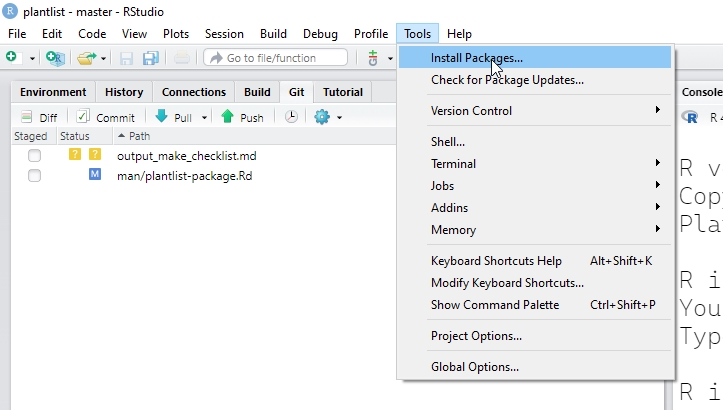 R plantlist - master - RStudio
File Edit Code View Plots Session Build Debug Profile Tools Help
Go to file/function
Install Packages...
Check for Package Updates...
Version Control
Shell...
Terminal
Jobs
Addins
Memory
Keyboard Shortcuts Help Alt+Shift+K
Modify Keyboard Shortcuts...
Show Command Palette Ctrl+Shift+P
Project Options...
Global Options...
Environment History Connections Build Git Tutorial
Diff Commit Pull Push
Staged Status Path
? ? output_make_checklist.md
M man/plantlist-package.Rd
Console
R R 4
R v
Cop
Pla
R i
You
Typ
R i